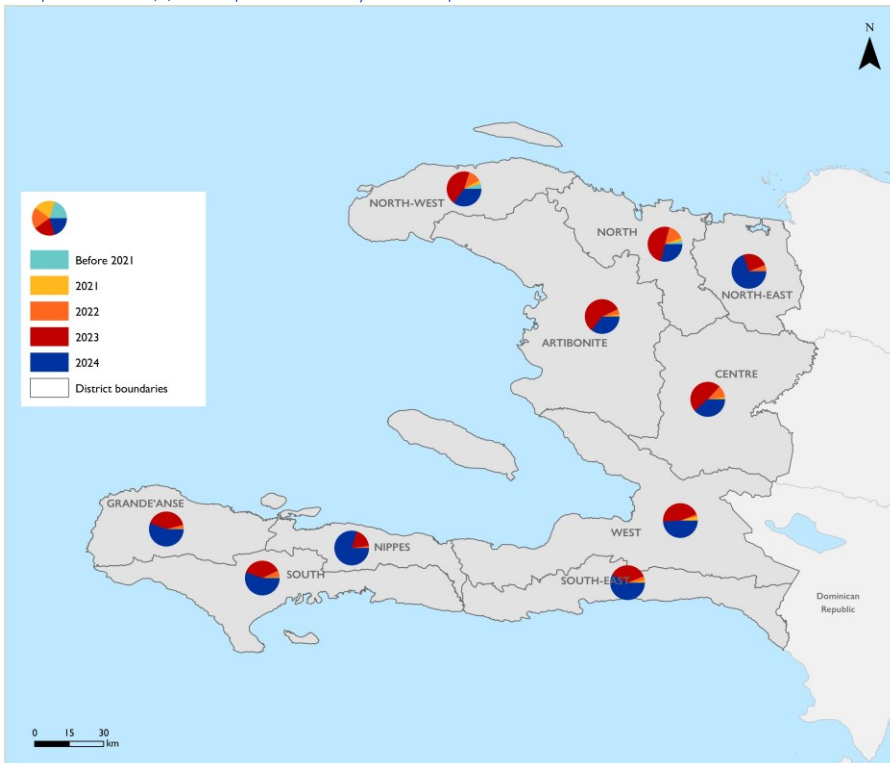 N
NORTH-WEST
NORTH
NORTH-EAST
ARTIBONITE
CENTRE
Before 2021
2021
2022
2023
2024
District boundaries
GRANDE'ANSE
NIPPES
WEST
SOUTH
SOUTH-EAST
Dominican
Republic
0 15 30
km